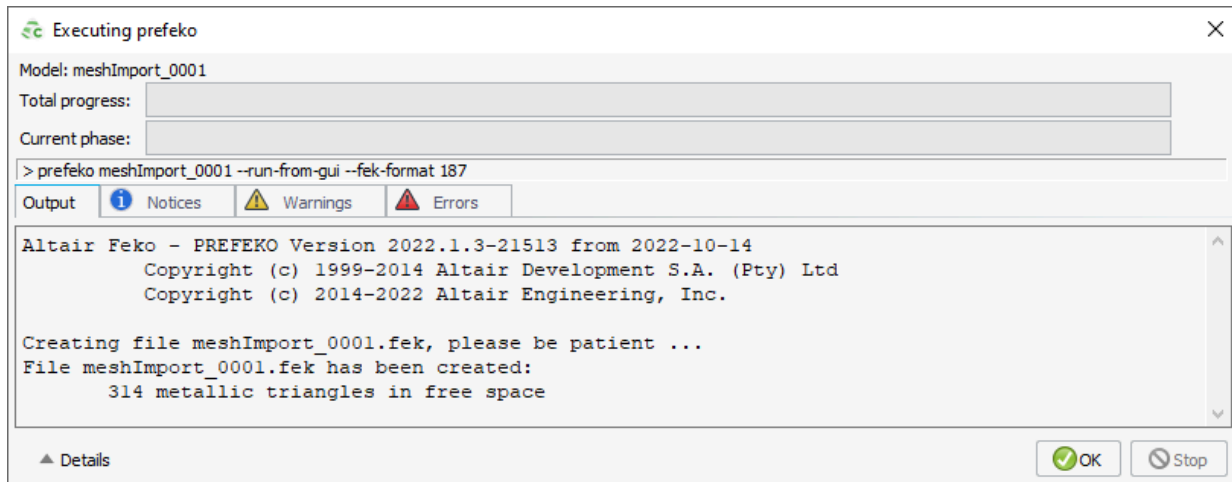 Executing prefeko
Model: meshImport_0001
Total progress:
Current phase:
> prefeko meshImport_0001 --run-from-gui --fek-format 187
Output Notices Warnings Errors
Altair Feko - PREFEKO Version 2022.1.3-21513 from 2022-10-14
Copyright (c) 1999-2014 Altair Development S.A. (Pty) Ltd
Copyright (c) 2014-2022 Altair Engineering, Inc.
Creating file meshImport_0001.fek, please be patient ...
File meshImport_0001.fek has been created:
314 metallic triangles in free space
Details OK Stop